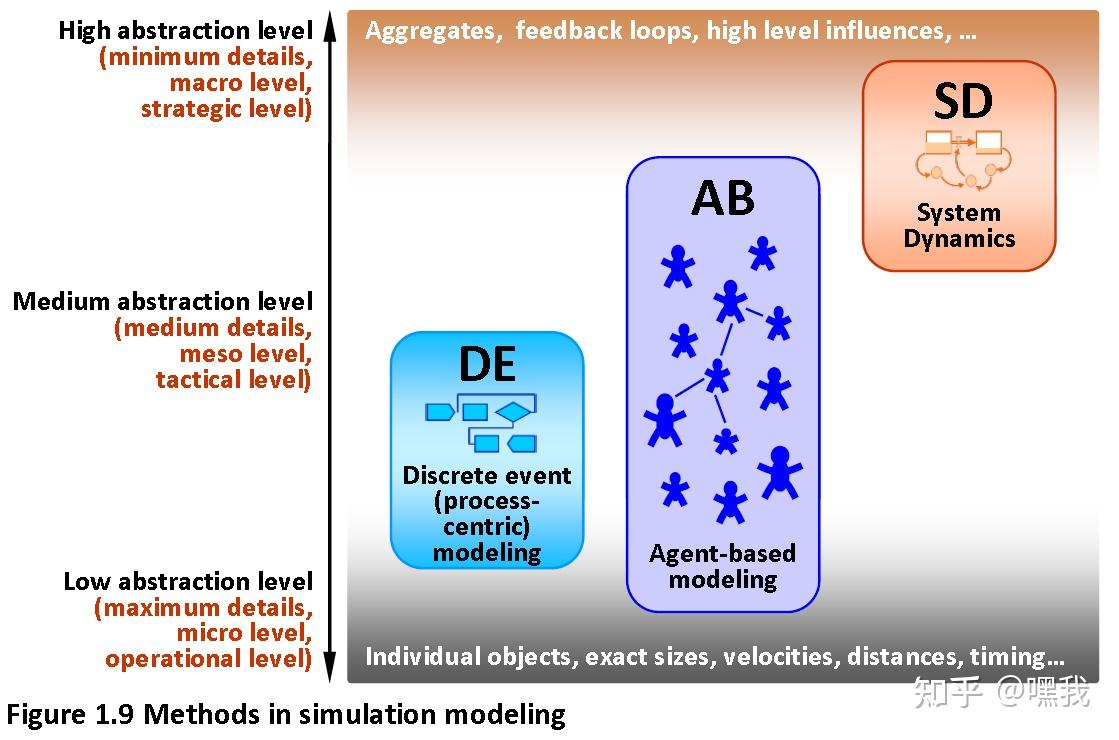 High abstraction level
(minimum details,
macro level,
strategic level)
Aggregates, feedback loops, high level influences, …
SD
System
Dynamics
AB
Agent-based
modeling
Medium abstraction level
(medium details,
meso level,
tactical level)
DE
Discrete event
(process-
centric)
modeling
Low abstraction level
(maximum details,
micro level,
operational level)
Individual objects, exact sizes, velocities, distances, timing…
知乎 @嘿我
Figure 1.9 Methods in simulation modeling